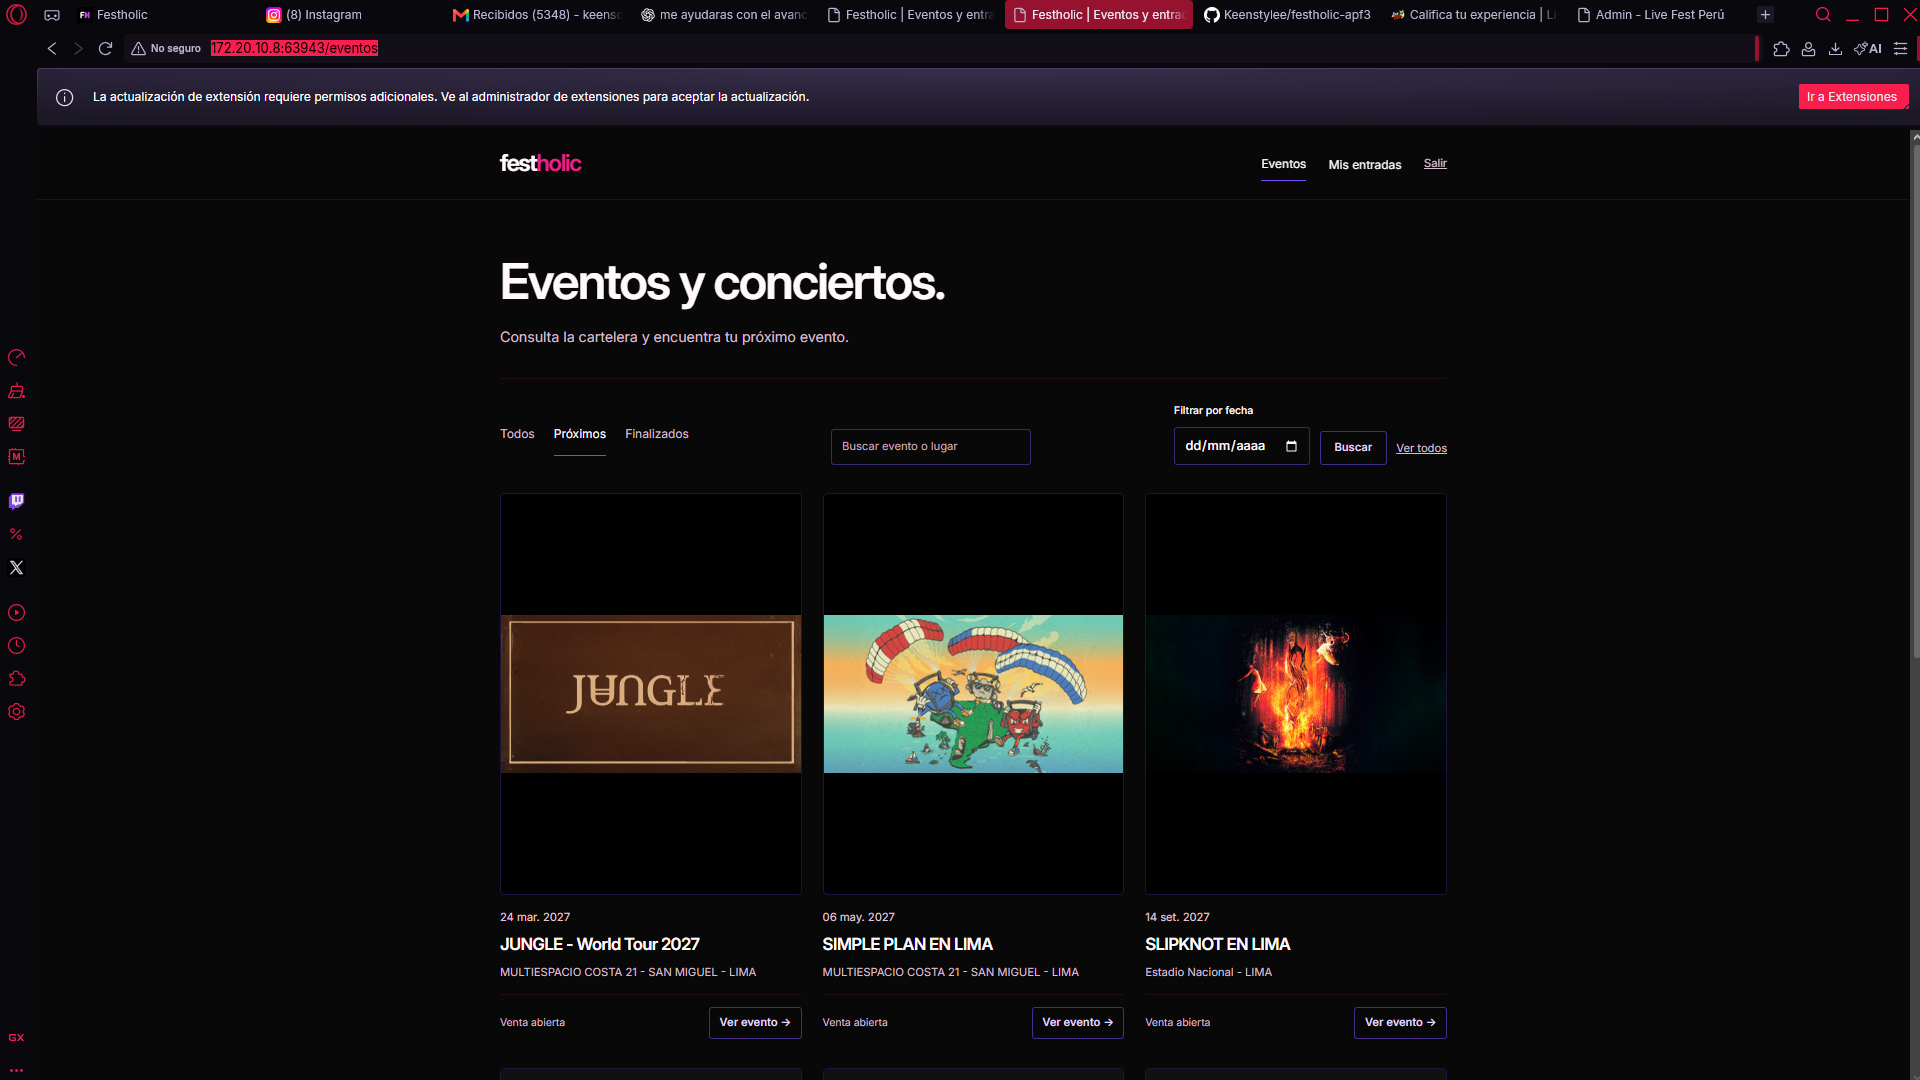 Festholic
(8) Instagram
Recibidos (5348) - keensc
me ayudaras con el avanc
Festholic | Eventos y entra
Festholic | Eventos y entrac
Keenstylee/festholic-apf3
Califica tu experiencia | Li
Admin - Live Fest Perú
No seguro
172.20.10.8:63943/eventos
AI
La actualización de extensión requiere permisos adicionales. Ve al administrador de extensiones para aceptar la actualización.
Ir a Extensiones
festholic
Eventos
Mis entradas
Salir
Eventos y conciertos.
Consulta la cartelera y encuentra tu próximo evento.
Filtrar por fecha
Todos
Próximos
Finalizados
Buscar evento o lugar
dd/mm/aaaa
Buscar
Ver todos
JUNGLE
24 mar. 2027
JUNGLE - World Tour 2027
MULTIESPACIO COSTA 21 - SAN MIGUEL - LIMA
Venta abierta
Ver evento →
06 may. 2027
SIMPLE PLAN EN LIMA
MULTIESPACIO COSTA 21 - SAN MIGUEL - LIMA
Venta abierta
Ver evento →
14 set. 2027
SLIPKNOT EN LIMA
Estadio Nacional - LIMA
Venta abierta
Ver evento →
GX